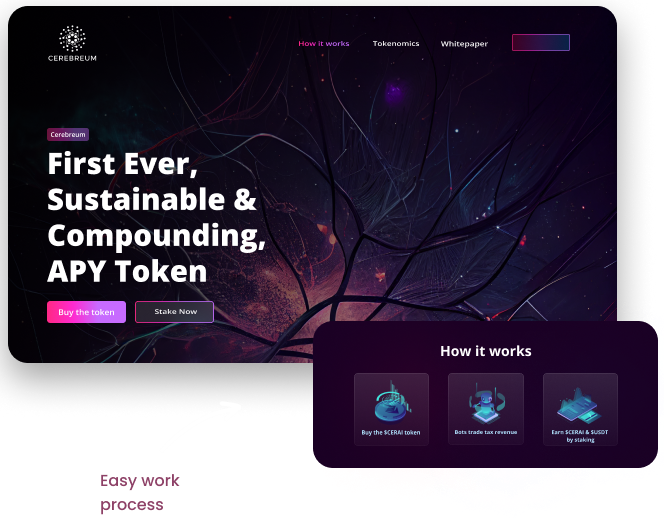 CEREBREUM
How it works
Tokenomics
Whitepaper
Cerebreum
First Ever,
Sustainable &
Compounding,
APY Token
Buy the token
Stake Now
How it works
Buy the $CERAI token
Bots trade tax revenue
Earn $CERAI & $USDT
by staking
Easy work
process